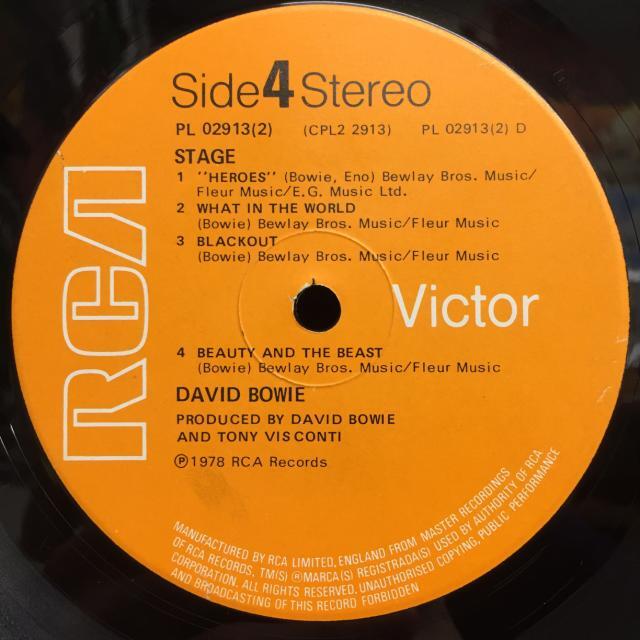 Side 4 Stereo
PL 02913(2) (CPL2 2913) PL 02913(2) D
STAGE
1 "HEROES" (Bowie, Eno) Bewlay Bros. Music/
Fleur Music/E.G. Music Ltd.
2 WHAT IN THE WORLD
(Bowie) Bewlay Bros. Music/Fleur Music
3 BLACKOUT
(Bowie) Bewlay Bros. Music/Fleur Music
RCA
Victor
4 BEAUTY AND THE BEAST
(Bowie) Bewlay Bros. Music/Fleur Music
DAVID BOWIE
PRODUCED BY DAVID BOWIE
AND TONY VISCONTI
℗1978 RCA Records
MANUFACTURED BY RCA LIMITED, ENGLAND FROM MASTER RECORDINGS
OF RCA RECORDS. TM(S) ® MARCA(S) REGISTRADA(S) USED BY AUTHORITY OF RCA
CORPORATION. ALL RIGHTS RESERVED. UNAUTHORISED COPYING, PUBLIC PERFORMANCE
AND BROADCASTING OF THIS RECORD FORBIDDEN